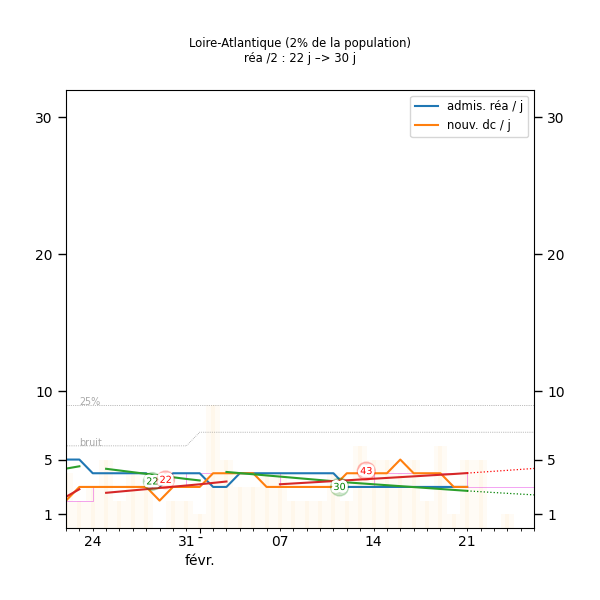 Loire-Atlantique (2% de la population)
réa /2 : 22 j –> 30 j
admis. réa / j
nouv. dc / j
30 30
20 20
10 10
25%
bruit
5 5
22 22 43
30
1 1
24 31 - 07 14 21
févr.